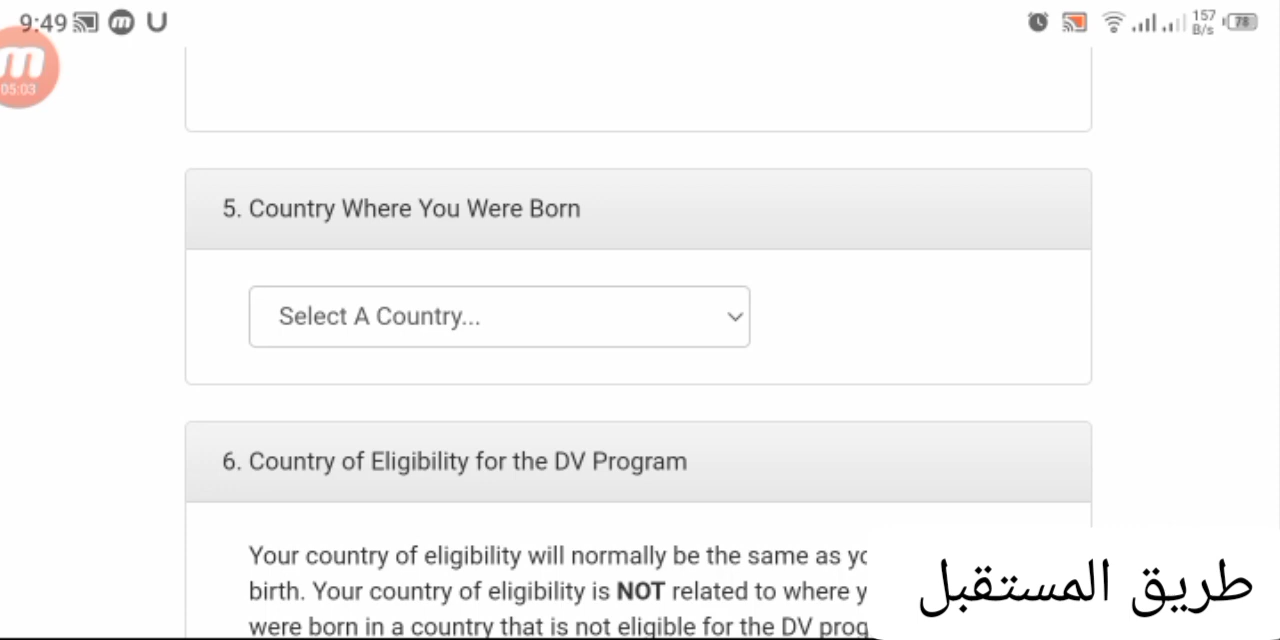 9:49
157
B/s
78
m
05:03
5. Country Where You Were Born
Select A Country...
6. Country of Eligibility for the DV Program
Your country of eligibility will normally be the same as
birth. Your country of eligibility is NOT related to where
were born in a country that is not eligible for the DV
طريق المستقبل